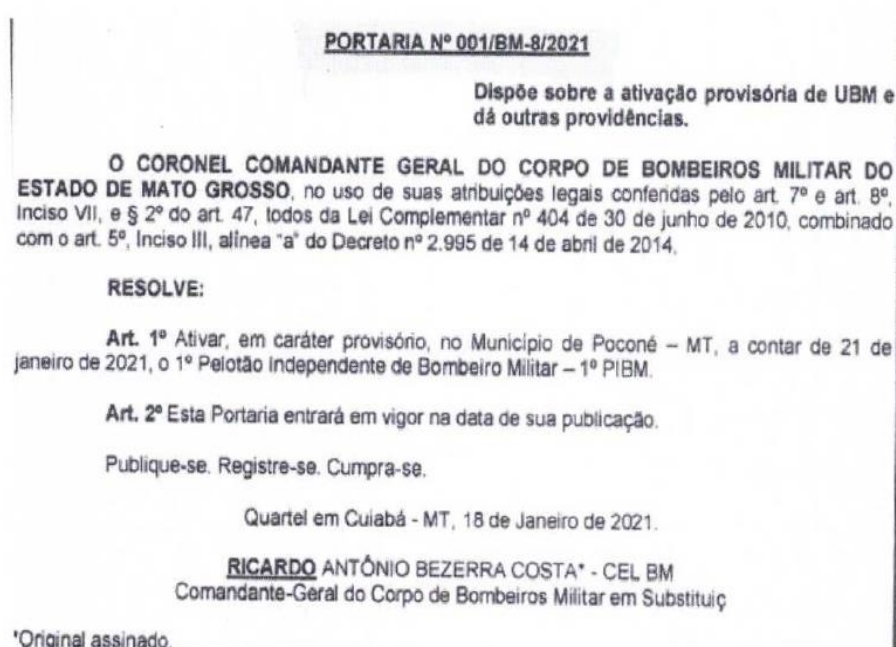 PORTARIA Nº 001/BM-8/2021
Dispõe sobre a ativação provisória de UBM e
dá outras providências.
O CORONEL COMANDANTE GERAL DO CORPO DE BOMBEIROS MILITAR DO
ESTADO DE MATO GROSSO, no uso de suas atribuições legais conferidas pelo art. 7º e art. 8º,
Inciso VII, e § 2º do art. 47, todos da Lei Complementar nº 404 de 30 de junho de 2010, combinado
com o art. 5º, Inciso III, alínea "a" do Decreto nº 2.995 de 14 de abril de 2014,
RESOLVE:
Art. 1º Ativar, em caráter provisório, no Município de Poconé – MT, a contar de 21 de
janeiro de 2021, o 1º Pelotão Independente de Bombeiro Militar – 1º PIBM.
Art. 2º Esta Portaria entrará em vigor na data de sua publicação.
Publique-se. Registre-se. Cumpra-se.
Quartel em Cuiabá - MT, 18 de Janeiro de 2021.
RICARDO ANTÔNIO BEZERRA COSTA* - CEL BM
Comandante-Geral do Corpo de Bombeiros Militar em Substituiç
*Original assinado.